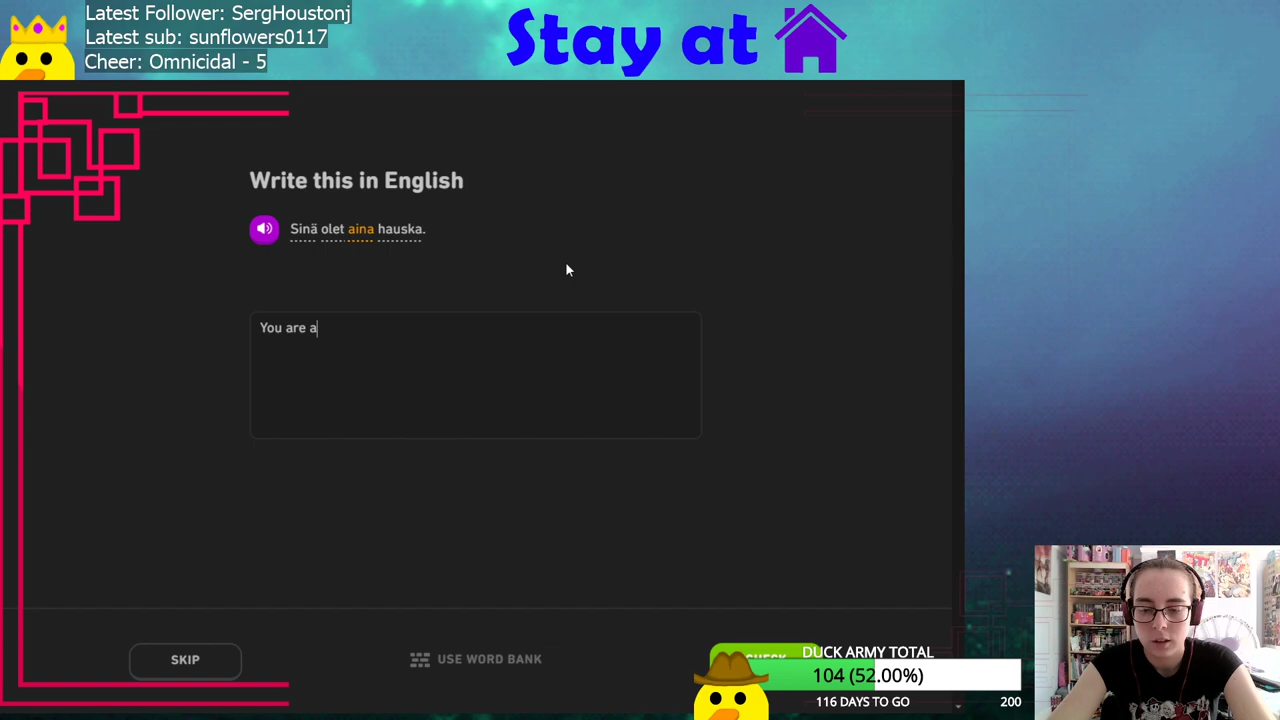 Latest Follower: SergHoustonj
Latest sub: sunflowers0117
Cheer: Omnicidal - 5
Stay at
Write this in English
Sinä olet aina hauska.
You are a
SKIP
USE WORD BANK
CHECK
DUCK ARMY TOTAL
104 (52.00%)
116 DAYS TO GO
200